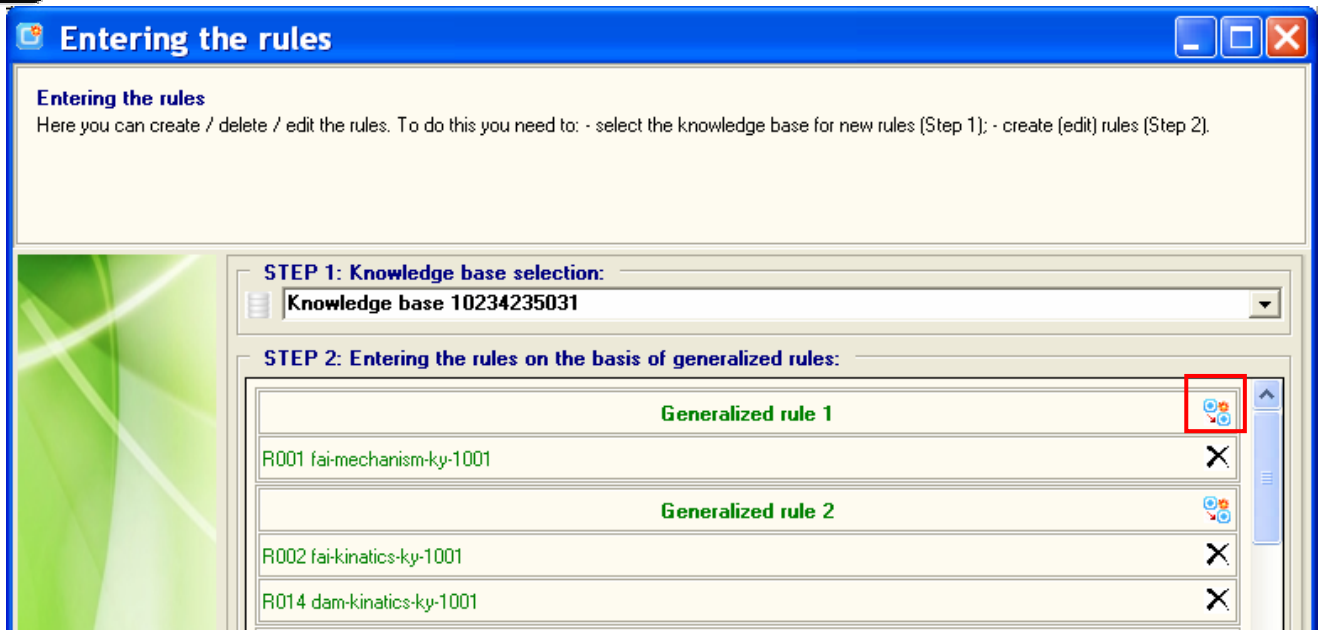 Entering the rules
Entering the rules
Here you can create / delete / edit the rules. To do this you need to: - select the knowledge base for new rules (Step 1); - create (edit) rules (Step 2).
STEP 1: Knowledge base selection:
Knowledge base 10234235031
STEP 2: Entering the rules on the basis of generalized rules:
Generalized rule 1
R001 fai-mechanism-ky-1001
Generalized rule 2
R002 fai-kinatics-ky-1001
R014 dam-kinatics-ky-1001